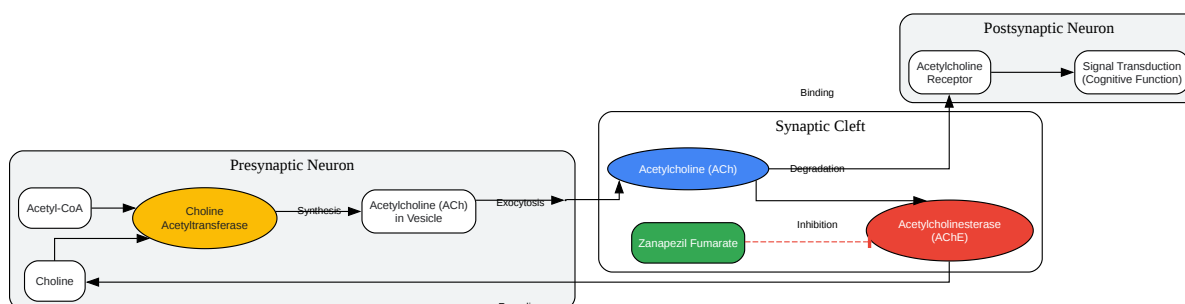 Postsynaptic Neuron
Acetylcholine
Receptor
Signal Transduction
(Cognitive Function)
Binding
Synaptic Cleft
Presynaptic Neuron
Acetylcholine (ACh)
Degradation
Acetyl-CoA
Choline
Acetyltransferase
Synthesis
Acetylcholine (ACh)
in Vesicle
Exocytosis
Zanapezil Fumarate
Inhibition
Acetylcholinesterase
(AChE)
Choline